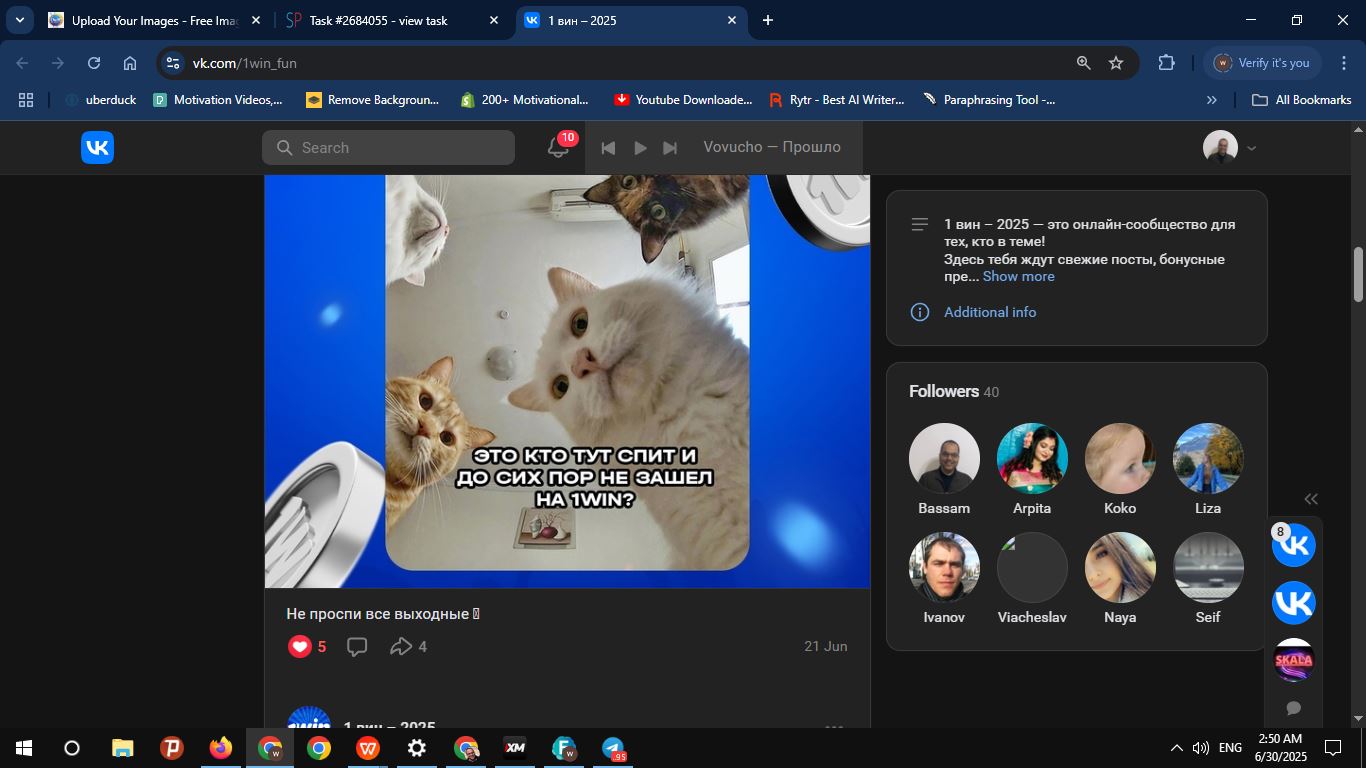 Upload Your Images - Free Imag
Task #2684055 - view task
1 вин – 2025
vk.com/1win_fun
Verify it's you
uberduck
Motivation Videos,...
Remove Backgroun...
200+ Motivational...
Youtube Downloade...
Rytr - Best AI Writer...
Paraphrasing Tool -...
All Bookmarks
Search
10
Vovucho — Прошло
ЭТО КТО ТУТ СПИТ И
ДО СИХ ПОР НЕ ЗАШЕЛ
НА 1WIN?
Не проспи все выходные
5
4
21 Jun
1win
1 вин – 2025
1 вин – 2025 — это онлайн-сообщество для
тех, кто в теме!
Здесь тебя ждут свежие посты, бонусные
пре... Show more
Additional info
Followers 40
Bassam
Arpita
Koko
Liza
Ivanov
Viacheslav
Naya
Seif
8
SKALA
XM
95
ENG
2:50 AM
6/30/2025